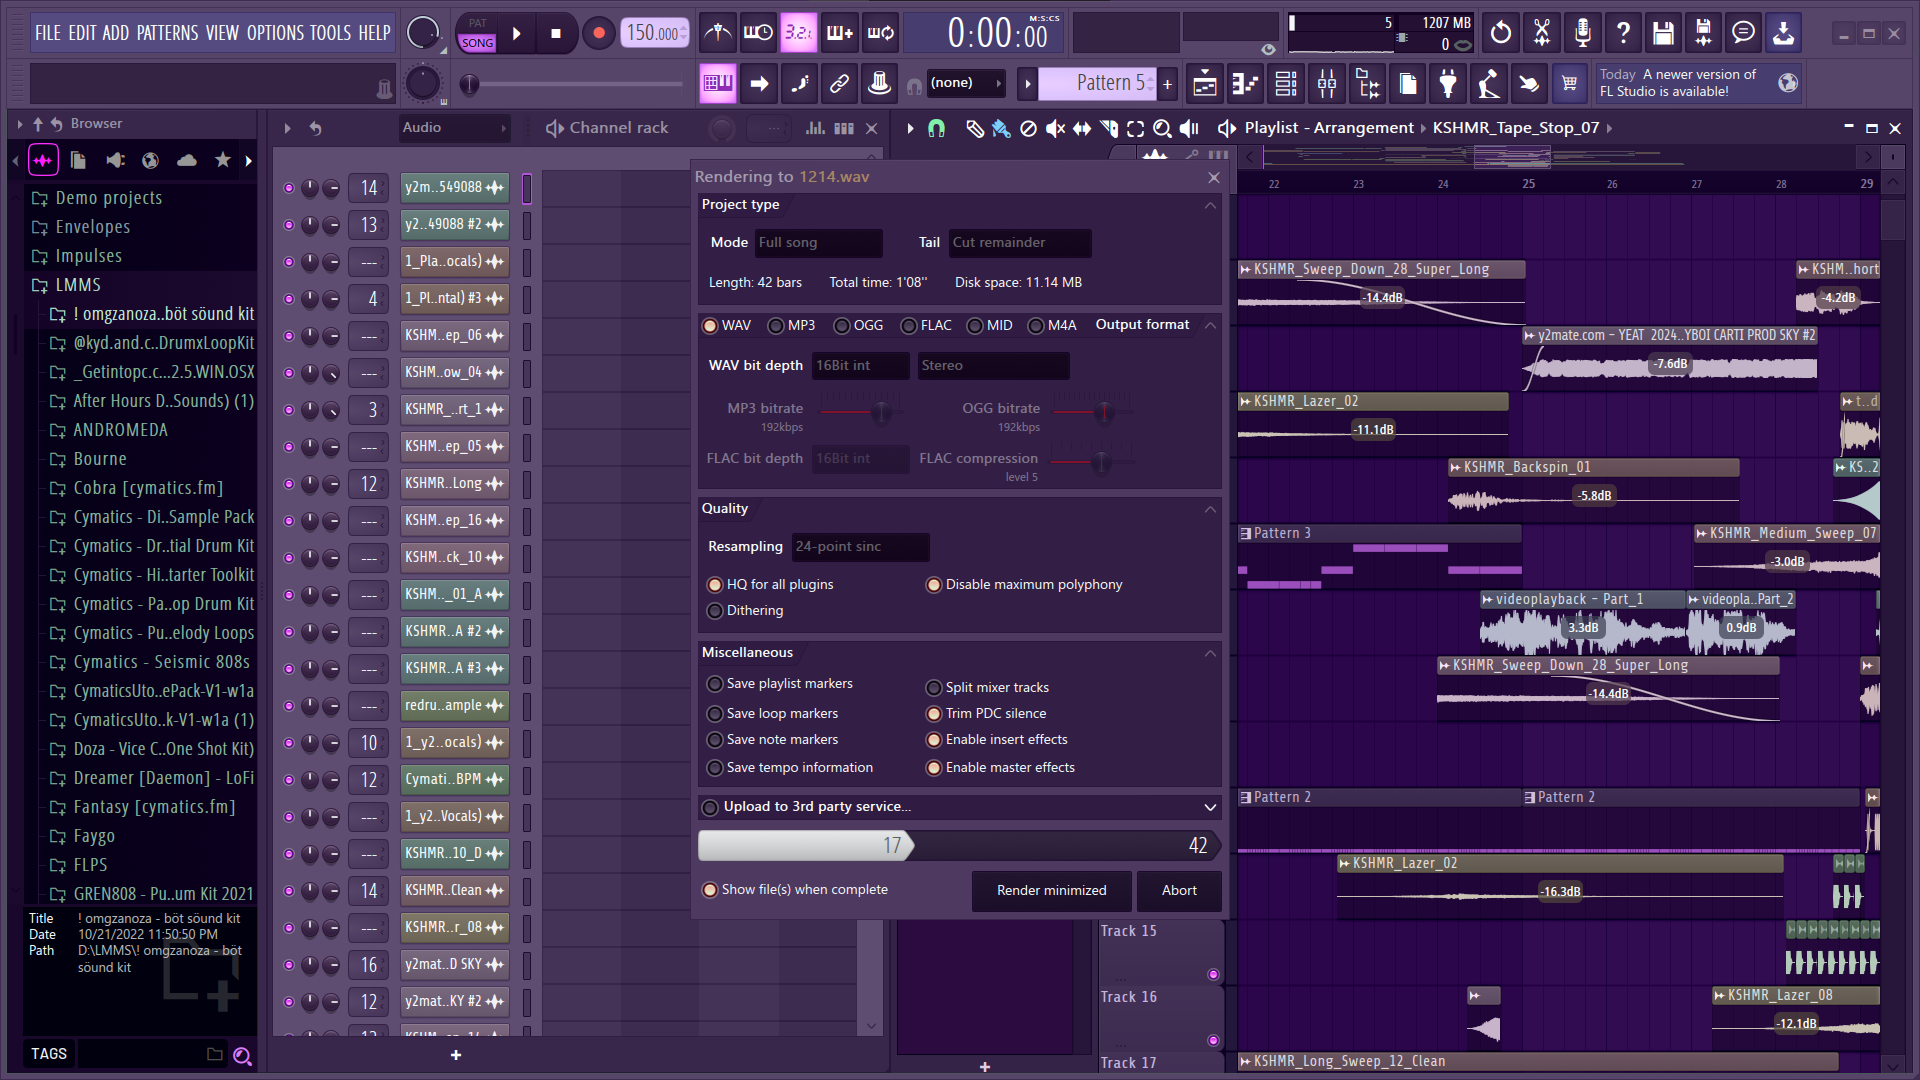 FILE EDIT ADD PATTERNS VIEW OPTIONS TOOLS HELP
PAT
SONG
150.000
3.2.
0:00:00
M:S:CS
5
1207 MB
0
(none)
Pattern 5
Today A newer version of
FL Studio is available!
Browser
Audio
Channel rack
Playlist - Arrangement
KSHMR_Tape_Stop_07
Demo projects
Envelopes
Impulses
LMMS
! omgzanoza..böt söund kit
@kyd.and.c..DrumxLoopKit
_Getintopc.c...2.5.WIN.OSX
After Hours D..Sounds) (1)
ANDROMEDA
Bourne
Cobra [cymatics.fm]
Cymatics - Di..Sample Pack
Cymatics - Dr..tial Drum Kit
Cymatics - Hi..tarter Toolkit
Cymatics - Pa..op Drum Kit
Cymatics - Pu..elody Loops
Cymatics - Seismic 808s
CymaticsUto..ePack-V1-w1a
CymaticsUto..k-V1-w1a (1)
Doza - Vice C..One Shot Kit)
Dreamer [Daemon] - LoFi
Fantasy [cymatics.fm]
Faygo
FLPS
GREN808 - Pu..um Kit 2021
Title ! omgzanoza - böt söund kit
Date 10/21/2022 11:50:50 PM
Path D:\LMMS\! omgzanoza - böt
söund kit
TAGS
14 y2m..549088
13 y2..49088 #2
--- 1_Pla..ocals)
4 1_Pl..ntal) #3
--- KSHM..ep_06
--- KSHM..ow_04
3 KSHMR_..rt_1
--- KSHM..ep_05
12 KSHMR..Long
--- KSHM..ep_16
--- KSHM..ck_10
--- KSHM.._01_A
--- KSHMR..A #2
--- KSHMR..A #3
--- redru..ample
10 1_y2..ocals)
12 Cymati..BPM
--- 1_y2..Vocals)
--- KSHMR..10_D
14 KSHMR..Clean
--- KSHMR..r_08
16 y2mat..D SKY
12 y2mat..KY #2
Rendering to 1214.wav
Project type
Mode Full song Tail Cut remainder
Length: 42 bars Total time: 1'08'' Disk space: 11.14 MB
WAV MP3 OGG FLAC MID M4A Output format
WAV bit depth 16Bit int Stereo
MP3 bitrate OGG bitrate
192kbps 192kbps
FLAC bit depth 16Bit int FLAC compression
level 5
Quality
Resampling 24-point sinc
HQ for all plugins Disable maximum polyphony
Dithering
Miscellaneous
Save playlist markers Split mixer tracks
Save loop markers Trim PDC silence
Save note markers Enable insert effects
Save tempo information Enable master effects
Upload to 3rd party service...
17 42
Show file(s) when complete Render minimized Abort
Track 15
...
Track 16
...
Track 17
22 23 24 25 26 27 28 29
KSHMR_Sweep_Down_28_Super_Long
-14.4dB
KSHM..hort
-4.2dB
y2mate.com - YEAT 2024..YBOI CARTI PROD SKY #2
-7.6dB
KSHMR_Lazer_02
-11.1dB
t..d
KSHMR_Backspin_01
-5.8dB
KS..2
Pattern 3
KSHMR_Medium_Sweep_07
-3.0dB
videoplayback - Part_1
3.3dB
videopla..Part_2
0.9dB
KSHMR_Sweep_Down_28_Super_Long
-14.4dB
Pattern 2
Pattern 2
KSHMR_Lazer_02
-16.3dB
KSHMR_Lazer_08
-12.1dB
KSHMR_Long_Sweep_12_Clean